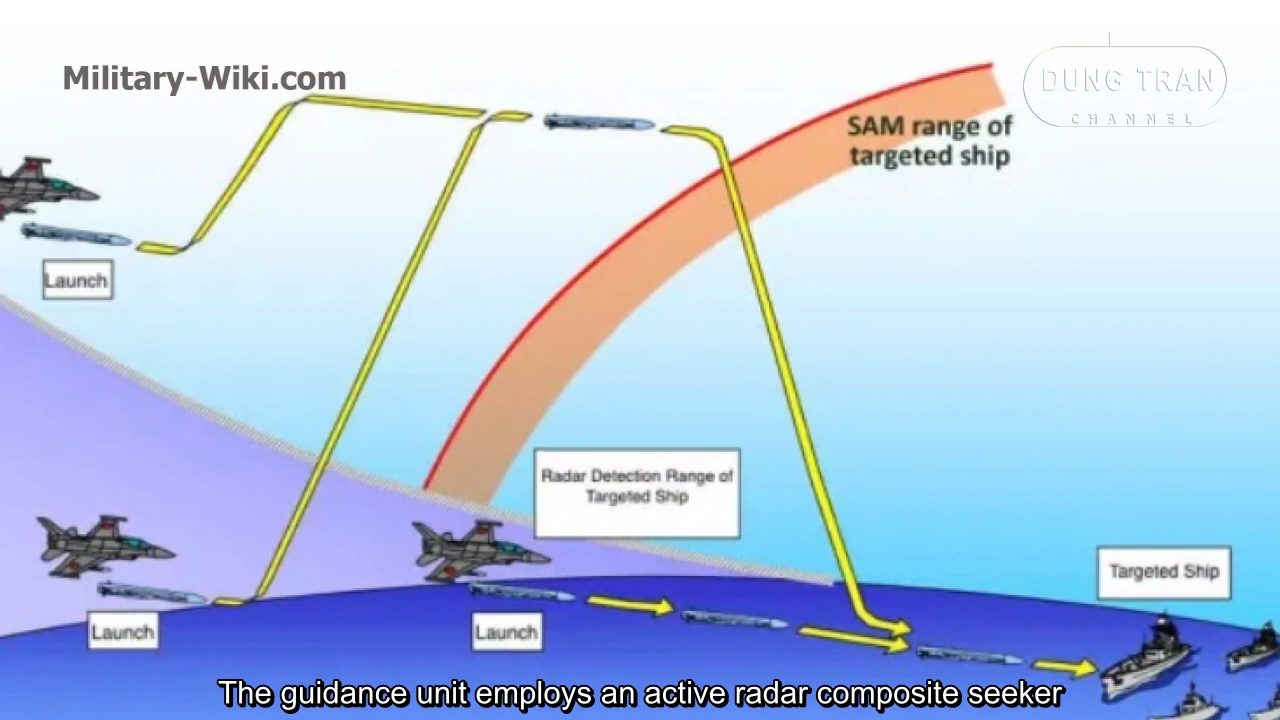 Military-Wiki.com
DUNG TRAN
CHANNEL
SAM range of
targeted ship
Launch
Radar Detection Range of
Targeted Ship
Targeted Ship
Launch
Launch
The guidance unit employs an active radar composite seeker